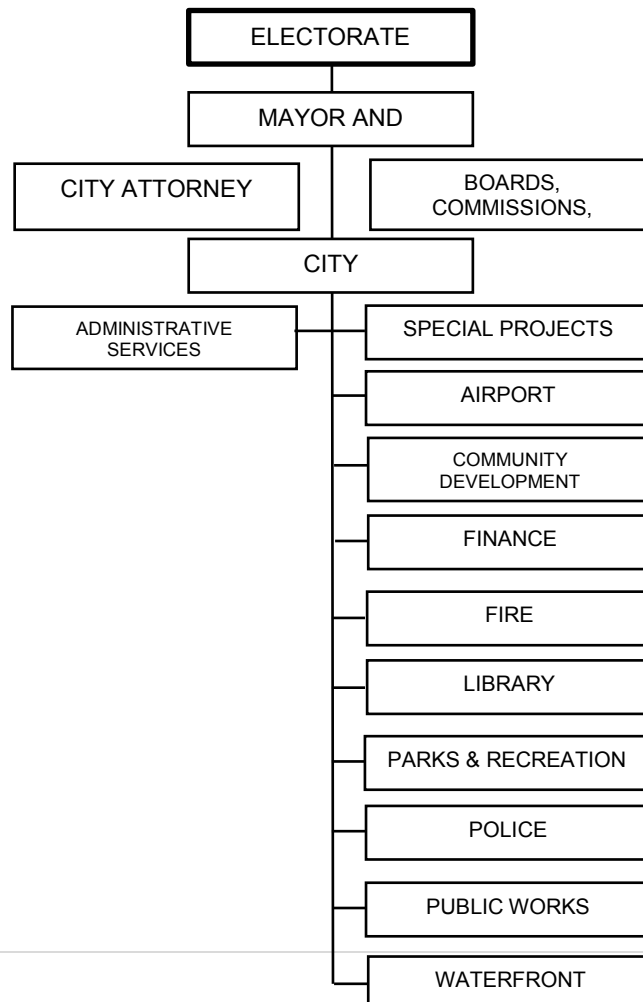 ELECTORATE
MAYOR AND
CITY ATTORNEY
BOARDS,
COMMISSIONS,
CITY
ADMINISTRATIVE
SERVICES
SPECIAL PROJECTS
AIRPORT
COMMUNITY
DEVELOPMENT
FINANCE
FIRE
LIBRARY
PARKS & RECREATION
POLICE
PUBLIC WORKS
WATERFRONT